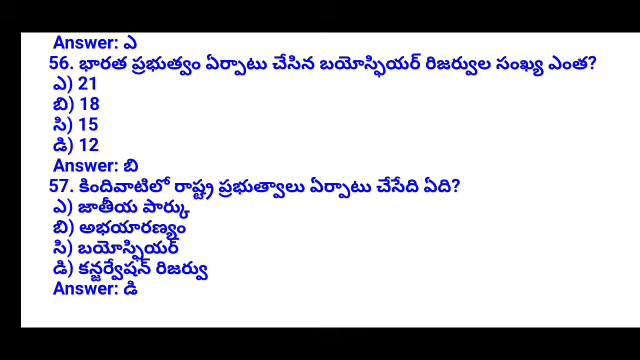 Answer: ఎ
56. భారత ప్రభుత్వం ఏర్పాటు చేసిన బయోస్ఫియర్ రిజర్వుల సంఖ్య ఎంత?
ఎ) 21
బి) 18
సి) 15
డి) 12
Answer: బి
57. కిందివాటిలో రాష్ట్ర ప్రభుత్వాలు ఏర్పాటు చేసేది ఏది?
ఎ) జాతీయ పార్కు
బి) అభయారణ్యం
సి) బయోస్ఫియర్
డి) కన్జర్వేషన్ రిజర్వు
Answer: డి